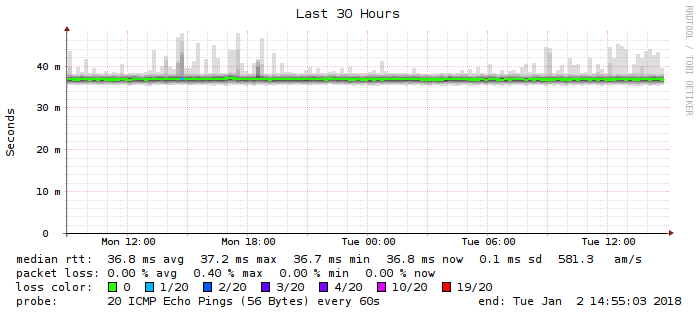 Last 30 Hours
RRDTOOL / TOBI OETIKER
Seconds
40 m
30 m
20 m
10 m
0
Mon 12:00 Mon 18:00 Tue 00:00 Tue 06:00 Tue 12:00
median rtt: 36.8 ms avg 37.2 ms max 36.7 ms min 36.8 ms now 0.1 ms sd 581.3 am/s
packet loss: 0.00 % avg 0.40 % max 0.00 % min 0.00 % now
loss color: 0 1/20 2/20 3/20 4/20 10/20 19/20
probe: 20 ICMP Echo Pings (56 Bytes) every 60s end: Tue Jan 2 14:55:03 2018